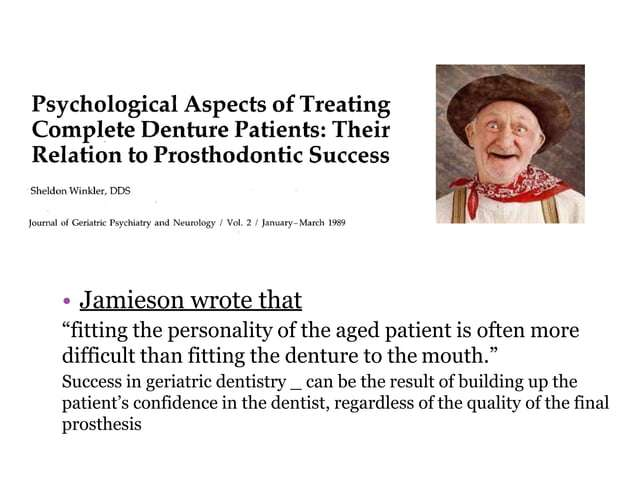 Psychological Aspects of Treating
Complete Denture Patients: Their
Relation to Prosthodontic Success
Sheldon Winkler, DDS
Journal of Geriatric Psychiatry and Neurology / Vol. 2 / January–March 1989
• Jamieson wrote that
“fitting the personality of the aged patient is often more
difficult than fitting the denture to the mouth.”
Success in geriatric dentistry _ can be the result of building up the
patient’s confidence in the dentist, regardless of the quality of the final
prosthesis